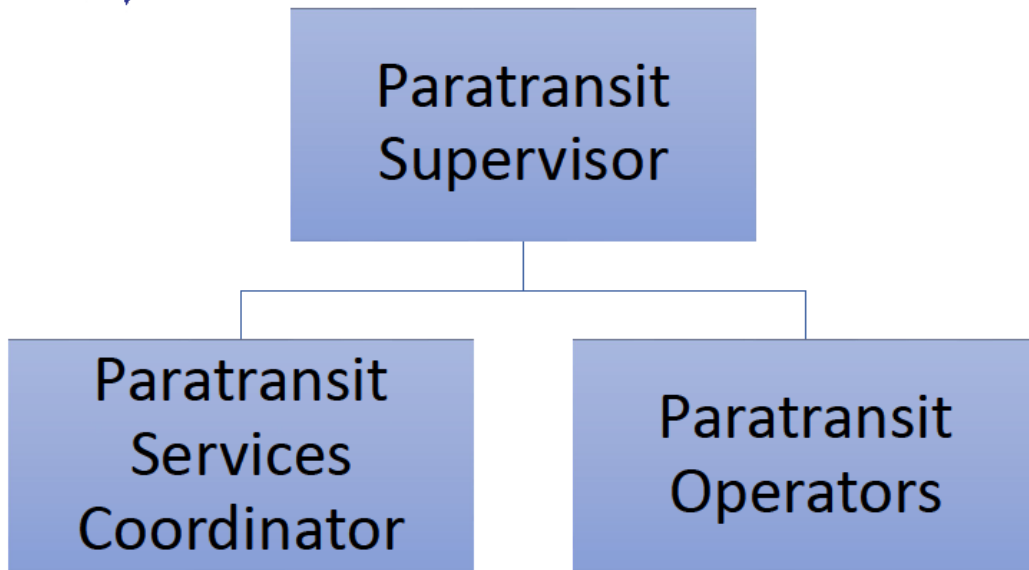 Paratransit
Supervisor
Paratransit
Services
Coordinator
Paratransit
Operators